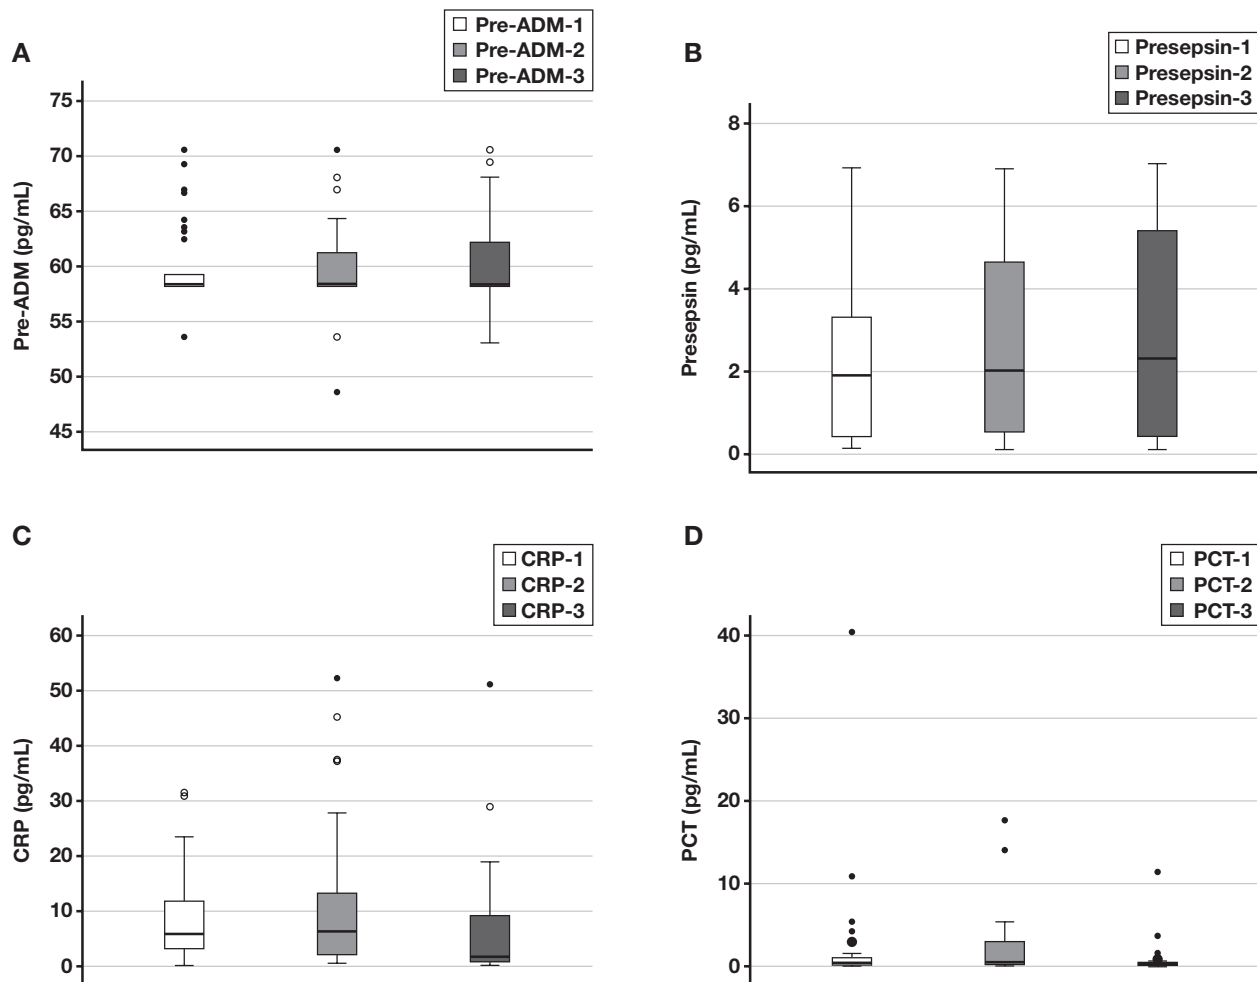 A
Pre-ADM-1
Pre-ADM-2
Pre-ADM-3
75
70
65
60
55
50
45
Pre-ADM (pg/mL)
B
Presepsin-1
Presepsin-2
Presepsin-3
8
6
4
2
0
Presepsin (pg/mL)
C
CRP-1
CRP-2
CRP-3
60
50
40
30
20
10
0
CRP (pg/mL)
D
PCT-1
PCT-2
PCT-3
40
30
20
10
0
PCT (pg/mL)